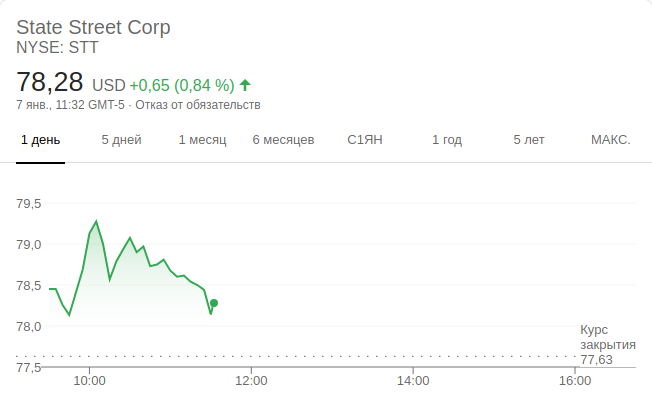 State Street Corp
NYSE: STT
78,28 USD +0,65 (0,84 %)
7 янв., 11:32 GMT-5 · Отказ от обязательств
1 день 5 дней 1 месяц 6 месяцев С1ЯН 1 год 5 лет МАКС.
79,5
79,0
78,5
78,0
Курс
закрытия
77,63
77,5
10:00 12:00 14:00 16:00